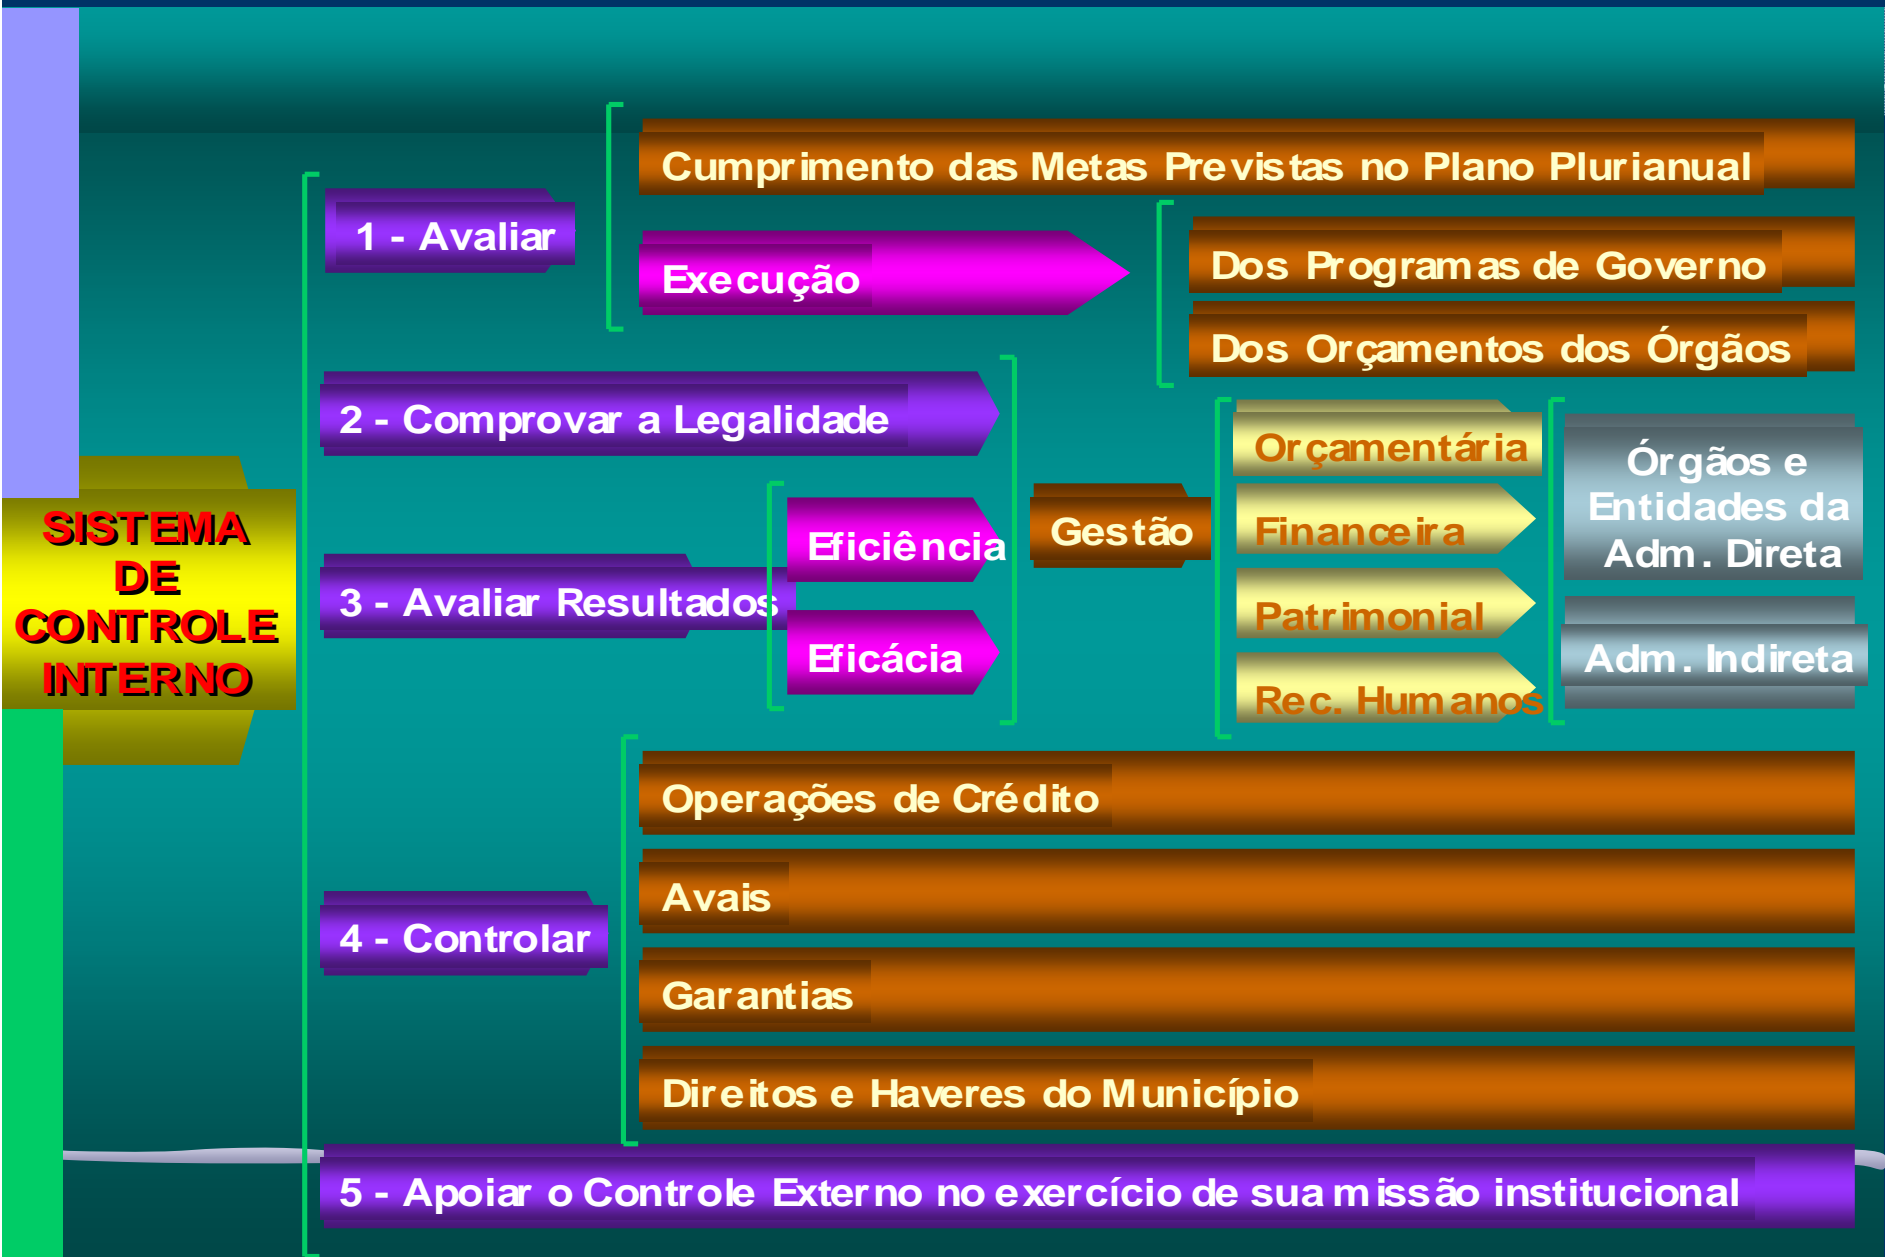 SISTEMA
DE
CONTROLE
INTERNO
1 - Avaliar
Cumprimento das Metas Previstas no Plano Plurianual
Execução
Dos Programas de Governo
Dos Orçamentos dos Órgãos
2 - Comprovar a Legalidade
3 - Avaliar Resultados
Eficiência
Eficácia
Gestão
Orçamentária
Financeira
Patrimonial
Rec. Humanos
Órgãos e
Entidades da
Adm. Direta
Adm. Indireta
4 - Controlar
Operações de Crédito
Avais
Garantias
Direitos e Haveres do Município
5 - Apoiar o Controle Externo no exercício de sua missão institucional